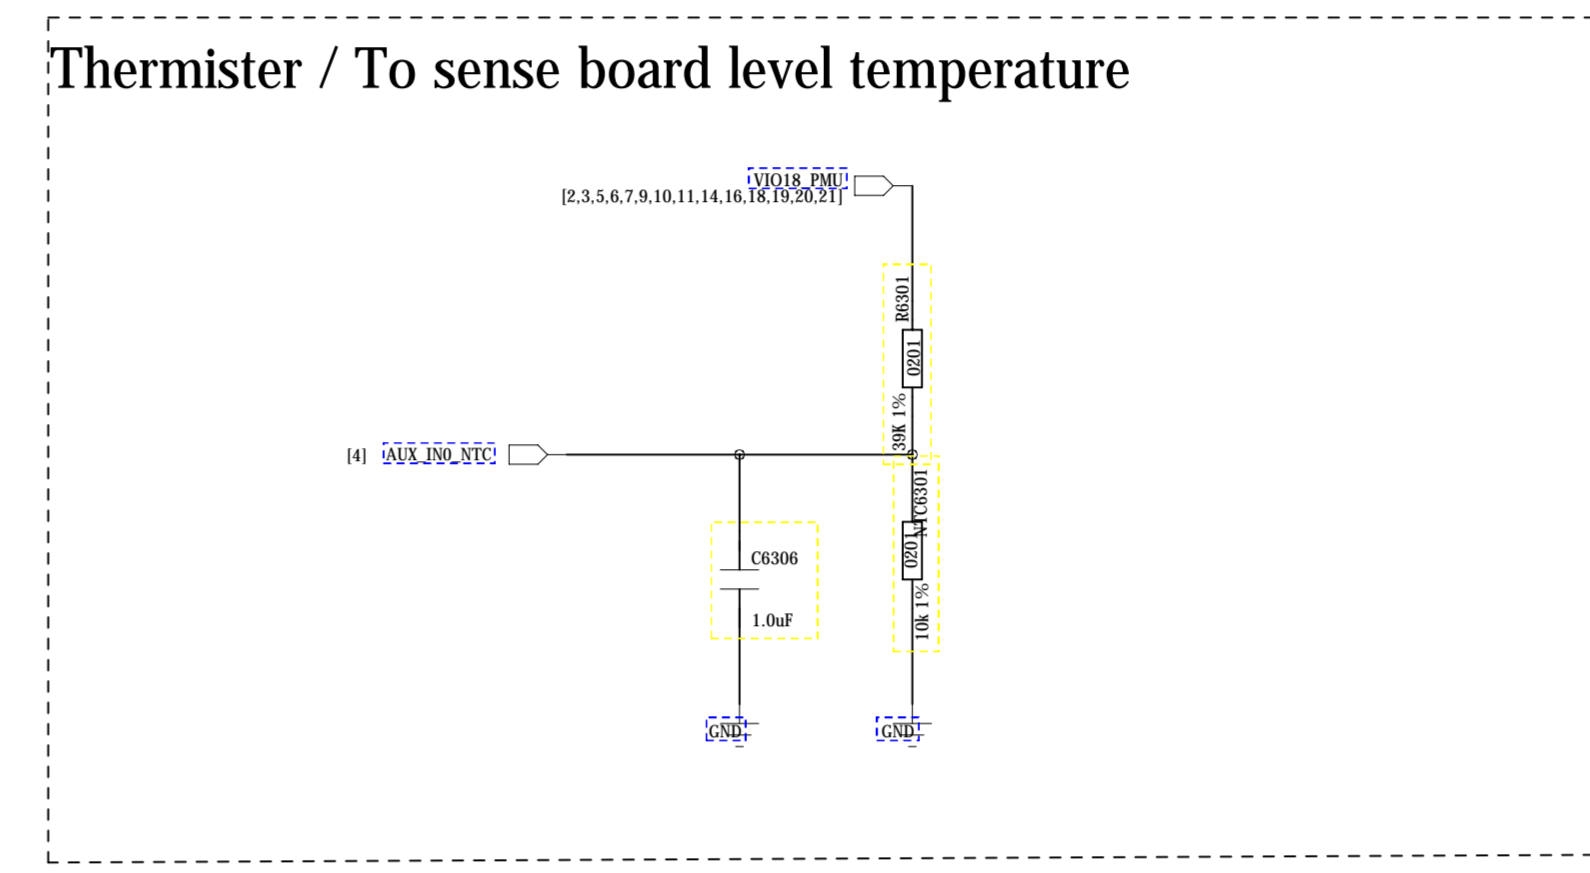 Thermister / To sense board level temperature
VIO18_PMU
[2,3,5,6,7,9,10,11,14,16,18,19,20,21]
R6301
0201
39K 1%
[4] AUX_IN0_NTC
NTC6301
0201
10k 1%
C6306
1.0uF
GND
GND